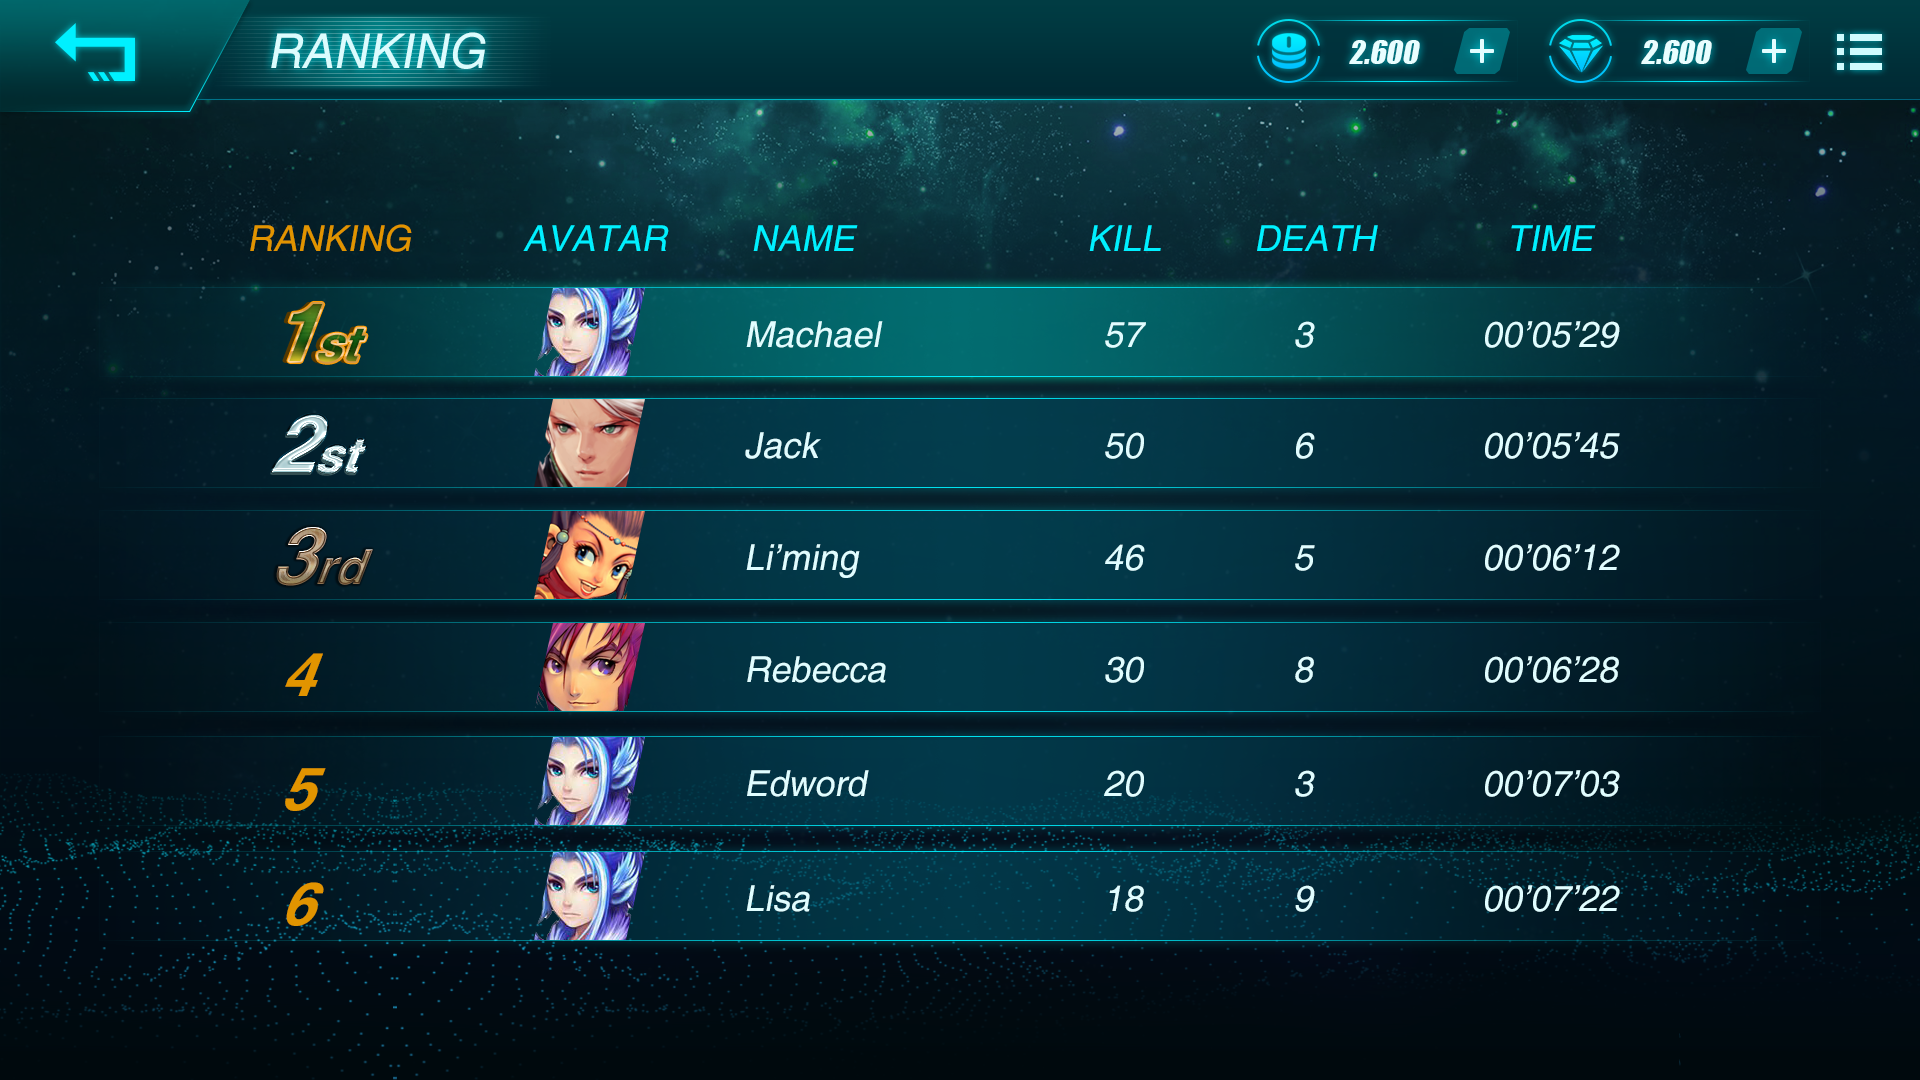 RANKING 2.600 + 2.600 +
RANKING AVATAR NAME KILL DEATH TIME
1st Machael 57 3 00’05’29
2st Jack 50 6 00’05’45
3rd Li’ming 46 5 00’06’12
4 Rebecca 30 8 00’06’28
5 Edword 20 3 00’07’03
6 Lisa 18 9 00’07’22